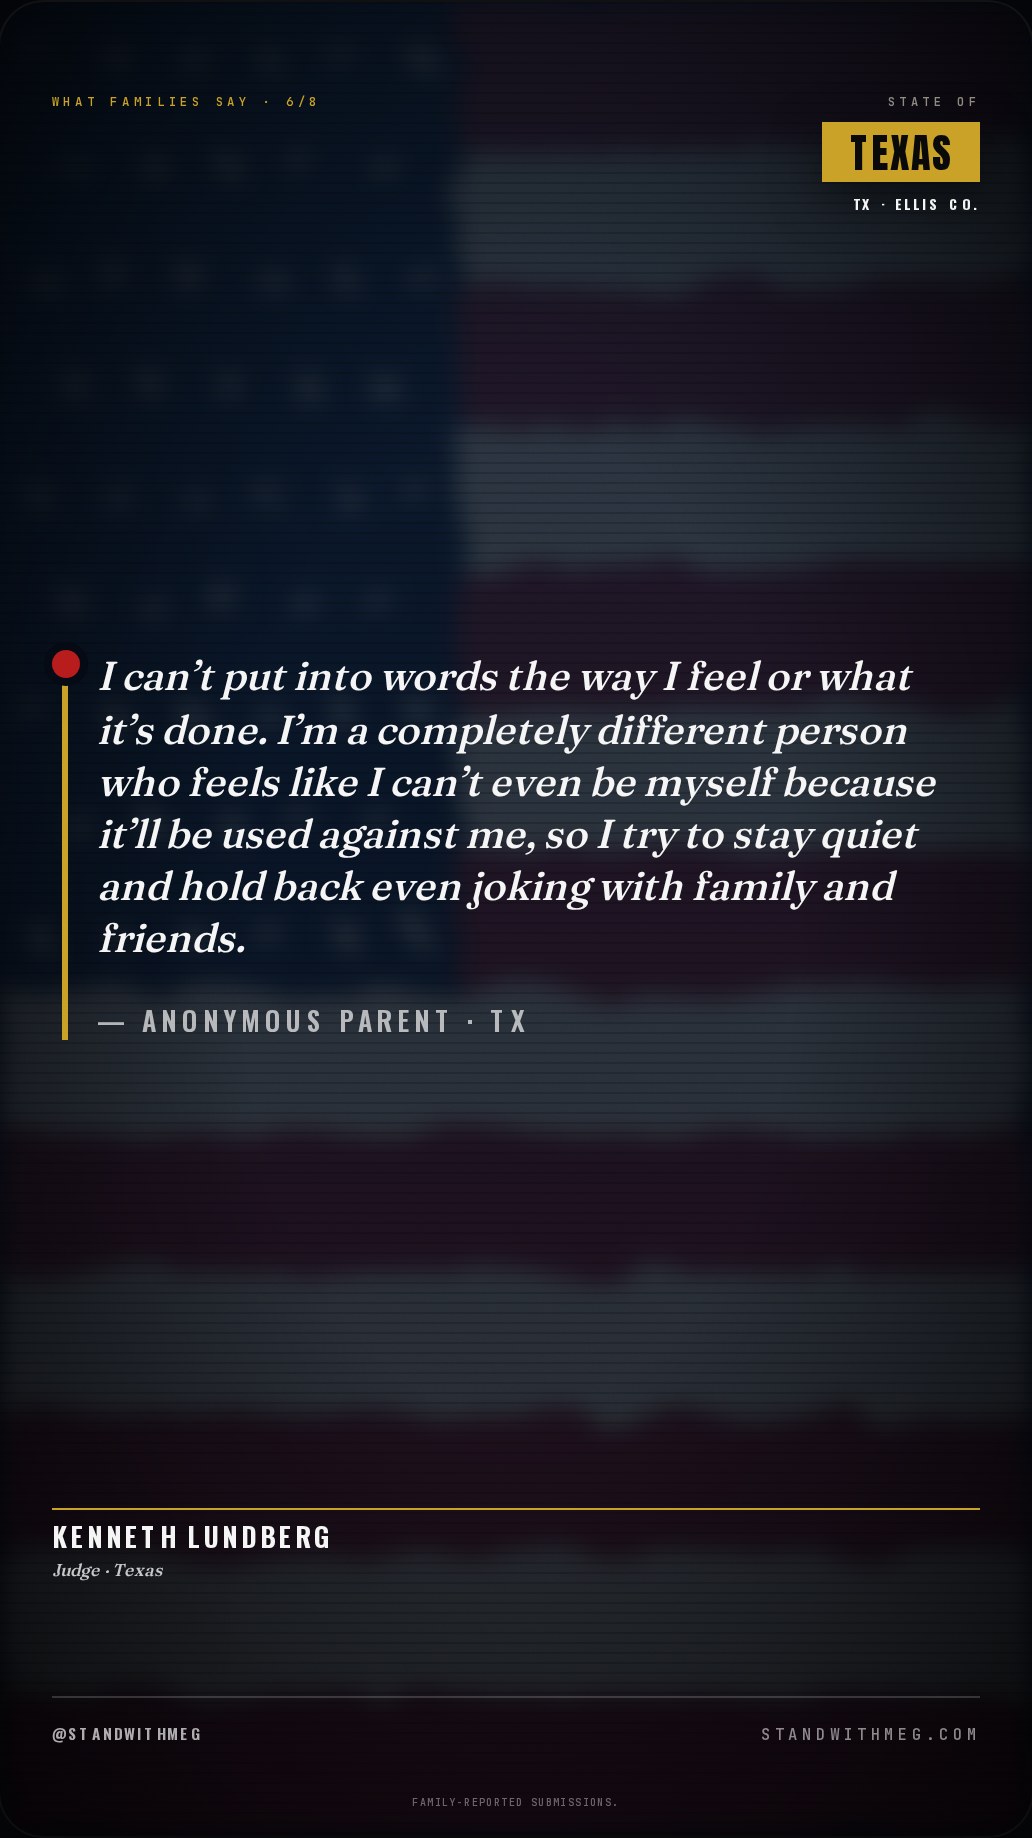 WHAT FAMILIES SAY · 6/8
STATE OF
TEXAS
TX · ELLIS CO.
I can’t put into words the way I feel or what
it’s done. I’m a completely different person
who feels like I can’t even be myself because
it’ll be used against me, so I try to stay quiet
and hold back even joking with family and
friends.
— ANONYMOUS PARENT · TX
KENNETH LUNDBERG
Judge · Texas
@STANDWITHMEG
STANDWITHMEG.COM
FAMILY-REPORTED SUBMISSIONS.